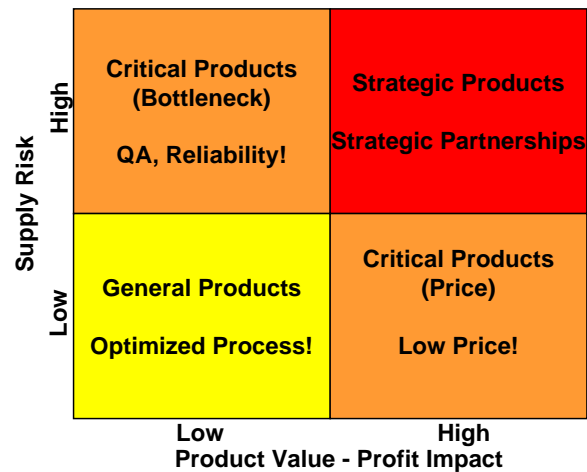 Critical Products
(Bottleneck)
QA, Reliability!
Strategic Products
Strategic Partnerships
Supply Risk
High
Low
General Products
Optimized Process!
Critical Products
(Price)
Low Price!
Low
High
Product Value - Profit Impact